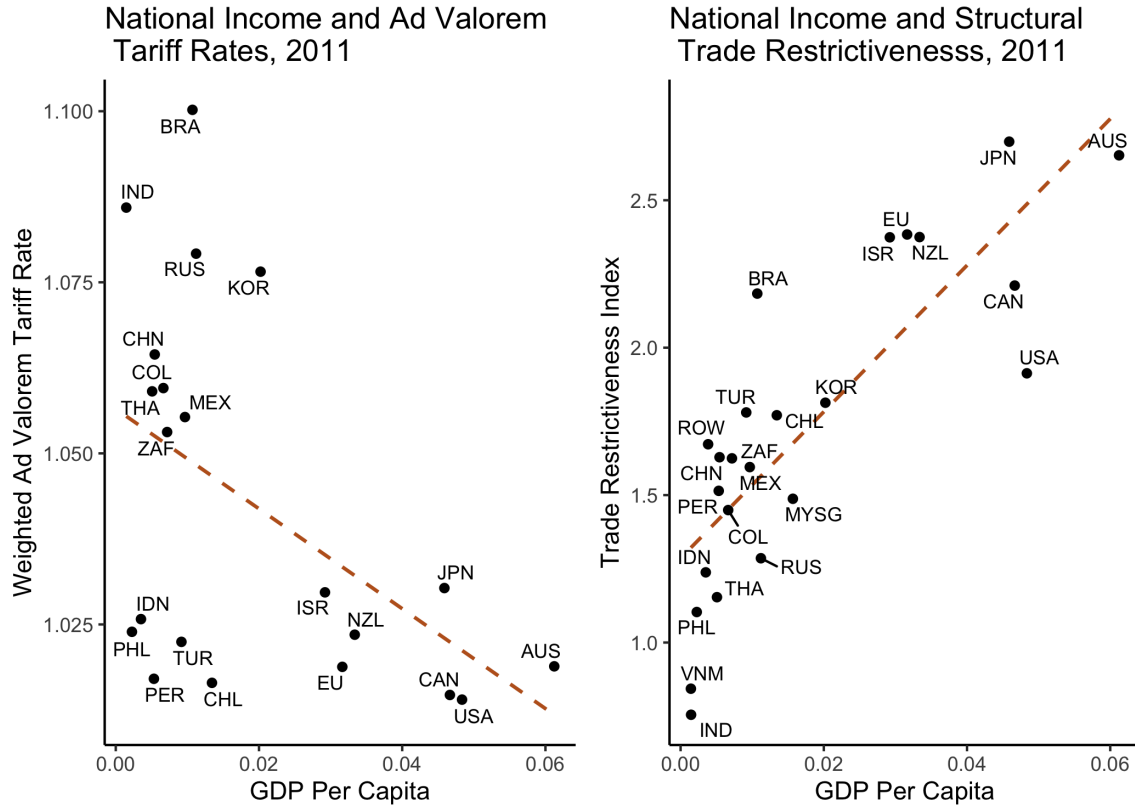 National Income and Ad Valorem
Tariff Rates, 2011
Weighted Ad Valorem Tariff Rate
1.100
1.075
1.050
1.025
BRA
IND
RUS
KOR
CHN
COL
THA
MEX
ZAF
JPN
ISR
IDN
NZL
PHL
TUR
AUS
EU
CAN
PER
CHL
USA
0.00 0.02 0.04 0.06
GDP Per Capita
National Income and Structural
Trade Restrictivenesss, 2011
Trade Restrictiveness Index
2.5
2.0
1.5
1.0
AUS
JPN
EU
ISR NZL
BRA
CAN
USA
KOR
TUR
CHL
ROW
ZAF
CHN
MEX
PER
MYSG
COL
IDN
RUS
THA
PHL
VNM
IND
0.00 0.02 0.04 0.06
GDP Per Capita